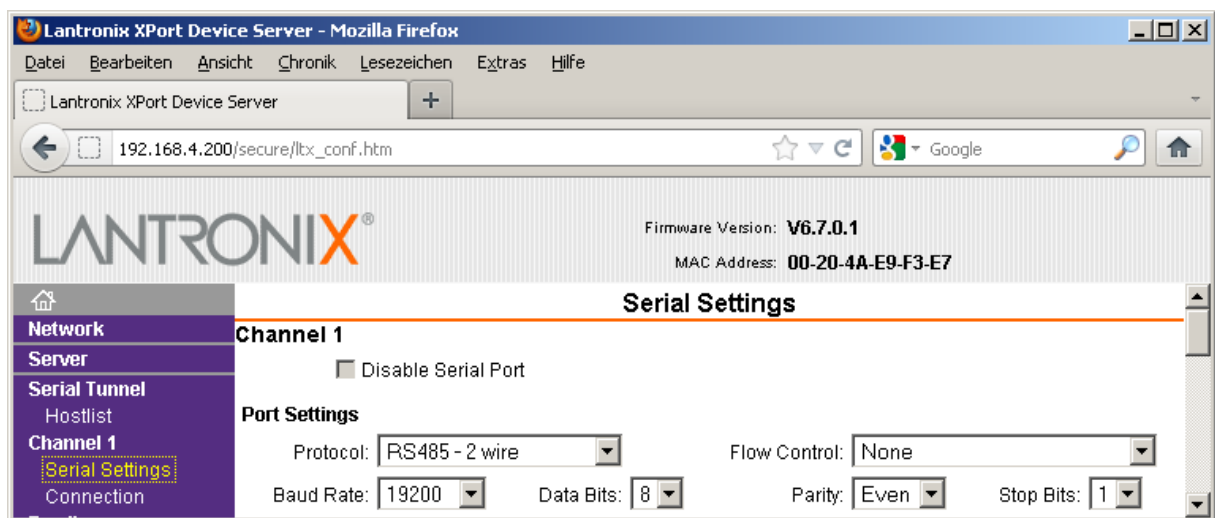 Lantronix XPort Device Server - Mozilla Firefox
Datei Bearbeiten Ansicht Chronik Lesezeichen Extras Hilfe
Lantronix XPort Device Server +
192.168.4.200/secure/ltx_conf.htm Google
LANTRONIX®
Firmware Version: V6.7.0.1
MAC Address: 00-20-4A-E9-F3-E7
Network
Server
Serial Tunnel
Hostlist
Channel 1
Serial Settings
Connection
Serial Settings
Channel 1
Disable Serial Port
Port Settings
Protocol: RS485 - 2 wire Flow Control: None
Baud Rate: 19200 Data Bits: 8 Parity: Even Stop Bits: 1